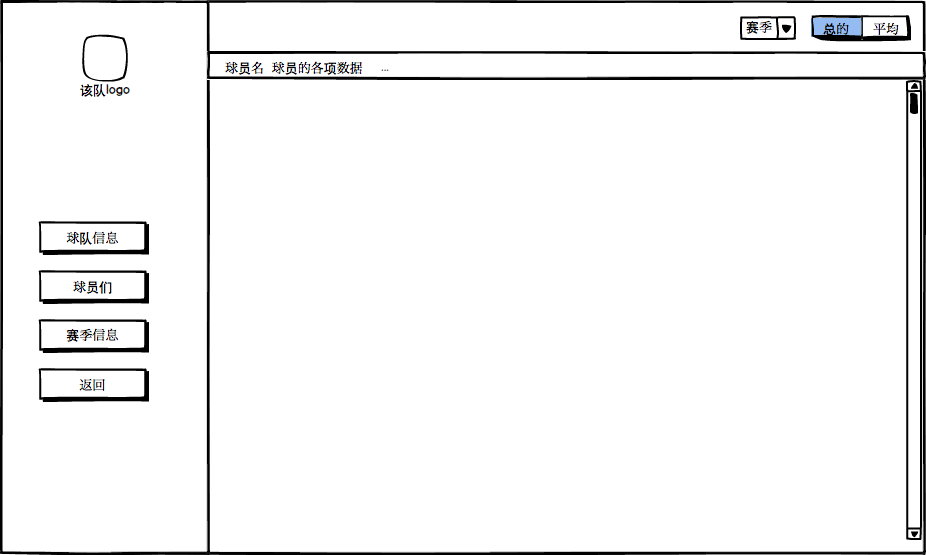 赛季
总的 平均
球员名 球员的各项数据 ...
该队logo
球队信息
球员们
赛季信息
返回